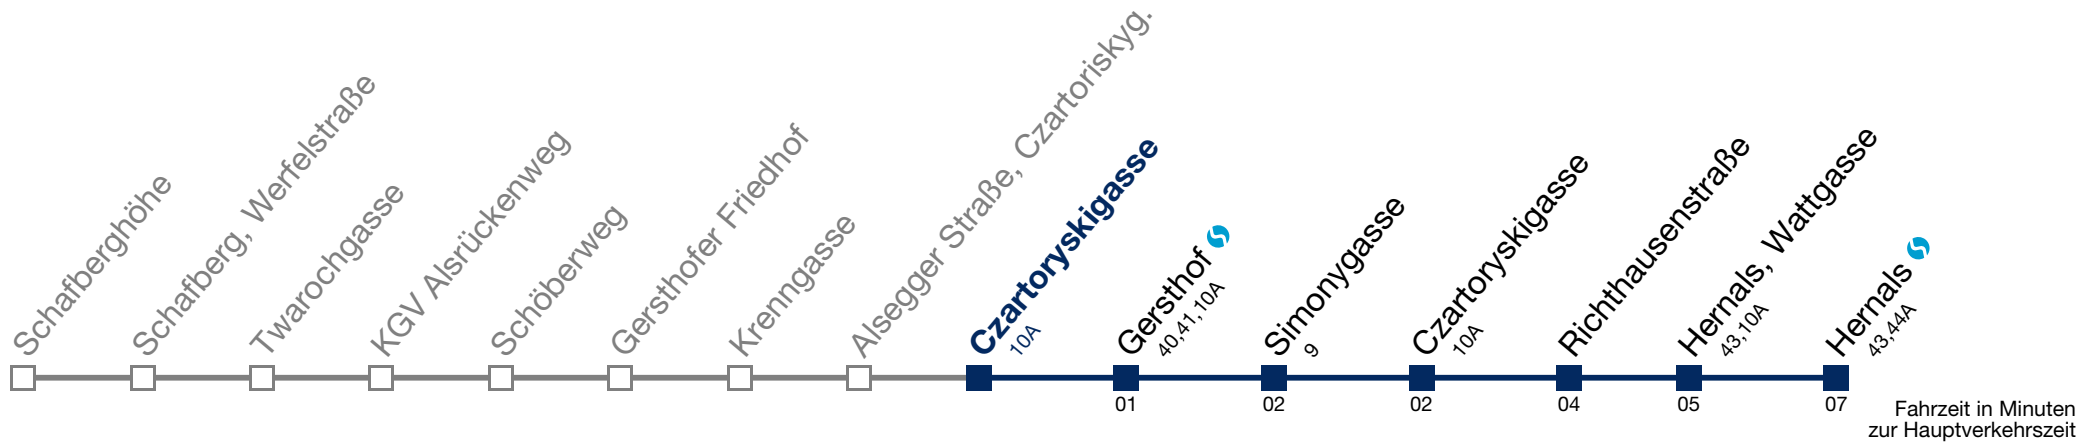 Schafberghöhe
Schafberg, Werfelstraße
Twarochgasse
KGV Alsrückenweg
Schöberweg
Gersthofer Friedhof
Krenngasse
Alsegger Straße, Czartoriskyg.
Czartoryskigasse
10A
Gersthof
40,41,10A
01
Simonygasse
9
02
Czartoryskigasse
10A
02
Richthausenstraße
04
Hernals, Wattgasse
43,10A
05
Hernals
43,44A
07
Fahrzeit in Minuten
zur Hauptverkehrszeit